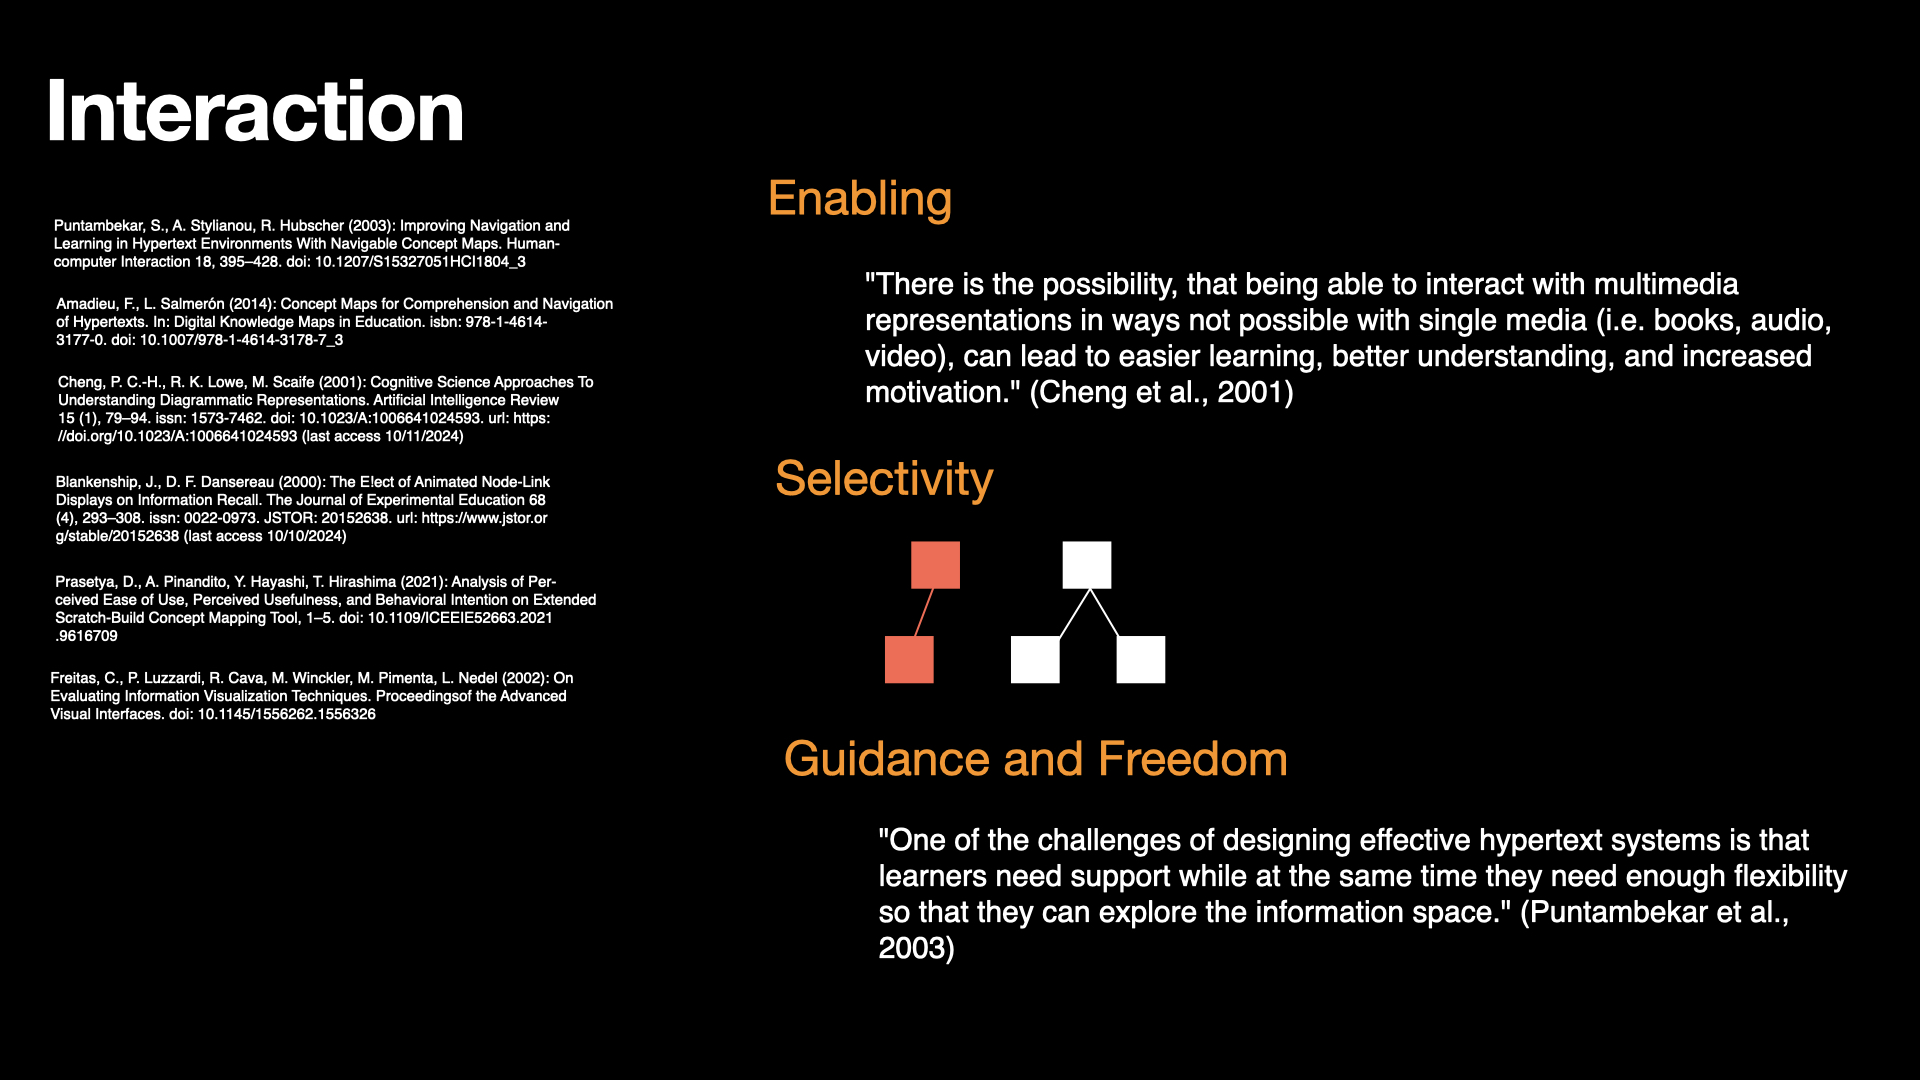 Interaction
Puntambekar, S., A. Stylianou, R. Hubscher (2003): Improving Navigation and
Learning in Hypertext Environments With Navigable Concept Maps. Human-
computer Interaction 18, 395–428. doi: 10.1207/S15327051HCI1804_3
Amadieu, F., L. Salmerón (2014): Concept Maps for Comprehension and Navigation
of Hypertexts. In: Digital Knowledge Maps in Education. isbn: 978-1-4614-
3177-0. doi: 10.1007/978-1-4614-3178-7_3
Cheng, P. C.-H., R. K. Lowe, M. Scaife (2001): Cognitive Science Approaches To
Understanding Diagrammatic Representations. Artificial Intelligence Review
15 (1), 79–94. issn: 1573-7462. doi: 10.1023/A:1006641024593. url: https:
//doi.org/10.1023/A:1006641024593 (last access 10/11/2024)
Blankenship, J., D. F. Dansereau (2000): The E!ect of Animated Node-Link
Displays on Information Recall. The Journal of Experimental Education 68
(4), 293–308. issn: 0022-0973. JSTOR: 20152638. url: https://www.jstor.or
g/stable/20152638 (last access 10/10/2024)
Prasetya, D., A. Pinandito, Y. Hayashi, T. Hirashima (2021): Analysis of Per-
ceived Ease of Use, Perceived Usefulness, and Behavioral Intention on Extended
Scratch-Build Concept Mapping Tool, 1–5. doi: 10.1109/ICEEIE52663.2021
.9616709
Freitas, C., P. Luzzardi, R. Cava, M. Winckler, M. Pimenta, L. Nedel (2002): On
Evaluating Information Visualization Techniques. Proceedingsof the Advanced
Visual Interfaces. doi: 10.1145/1556262.1556326
Enabling
"There is the possibility, that being able to interact with multimedia
representations in ways not possible with single media (i.e. books, audio,
video), can lead to easier learning, better understanding, and increased
motivation." (Cheng et al., 2001)
Selectivity
Guidance and Freedom
"One of the challenges of designing effective hypertext systems is that
learners need support while at the same time they need enough flexibility
so that they can explore the information space." (Puntambekar et al.,
2003)